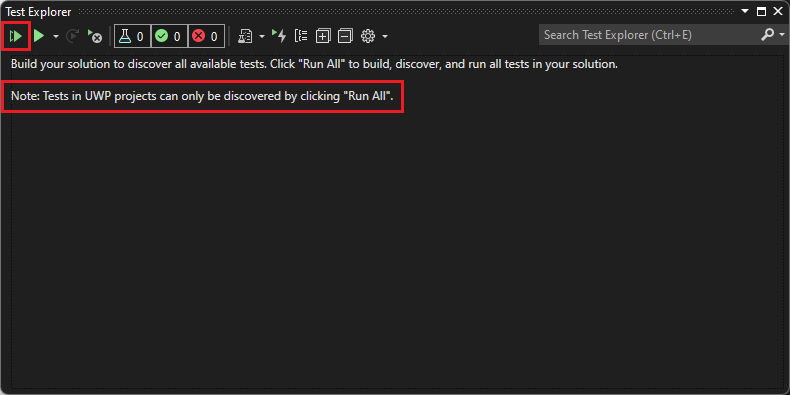 Test Explorer
0 0 0
Search Test Explorer (Ctrl+E)
Build your solution to discover all available tests. Click "Run All" to build, discover, and run all tests in your solution.
Note: Tests in UWP projects can only be discovered by clicking "Run All".